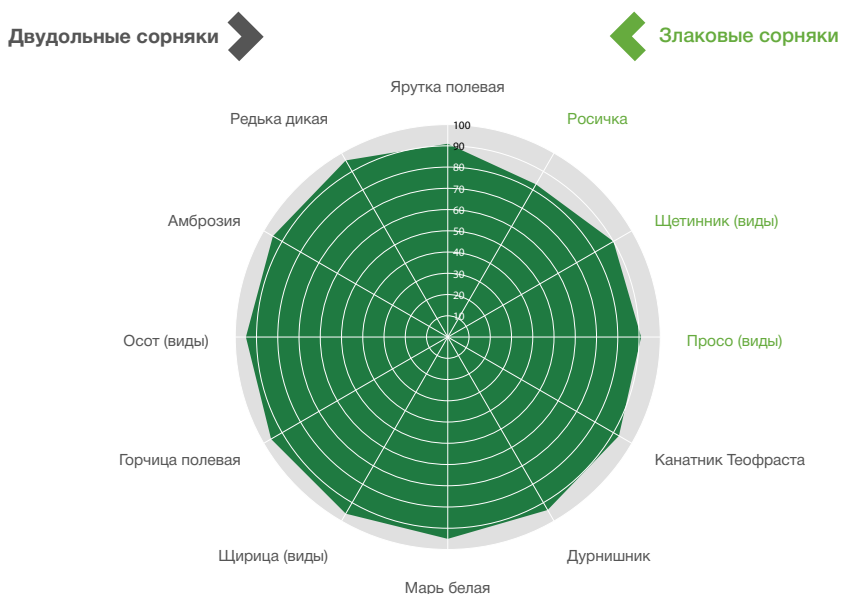 Двудольные сорняки
Злаковые сорняки
Ярутка полевая
Редька дикая
Росичка
100
90
80
70
60
50
40
30
20
10
Амброзия
Щетинник (виды)
Осот (виды)
Просо (виды)
Горчица полевая
Канатник Теофраста
Щирица (виды)
Дурнишник
Марь белая